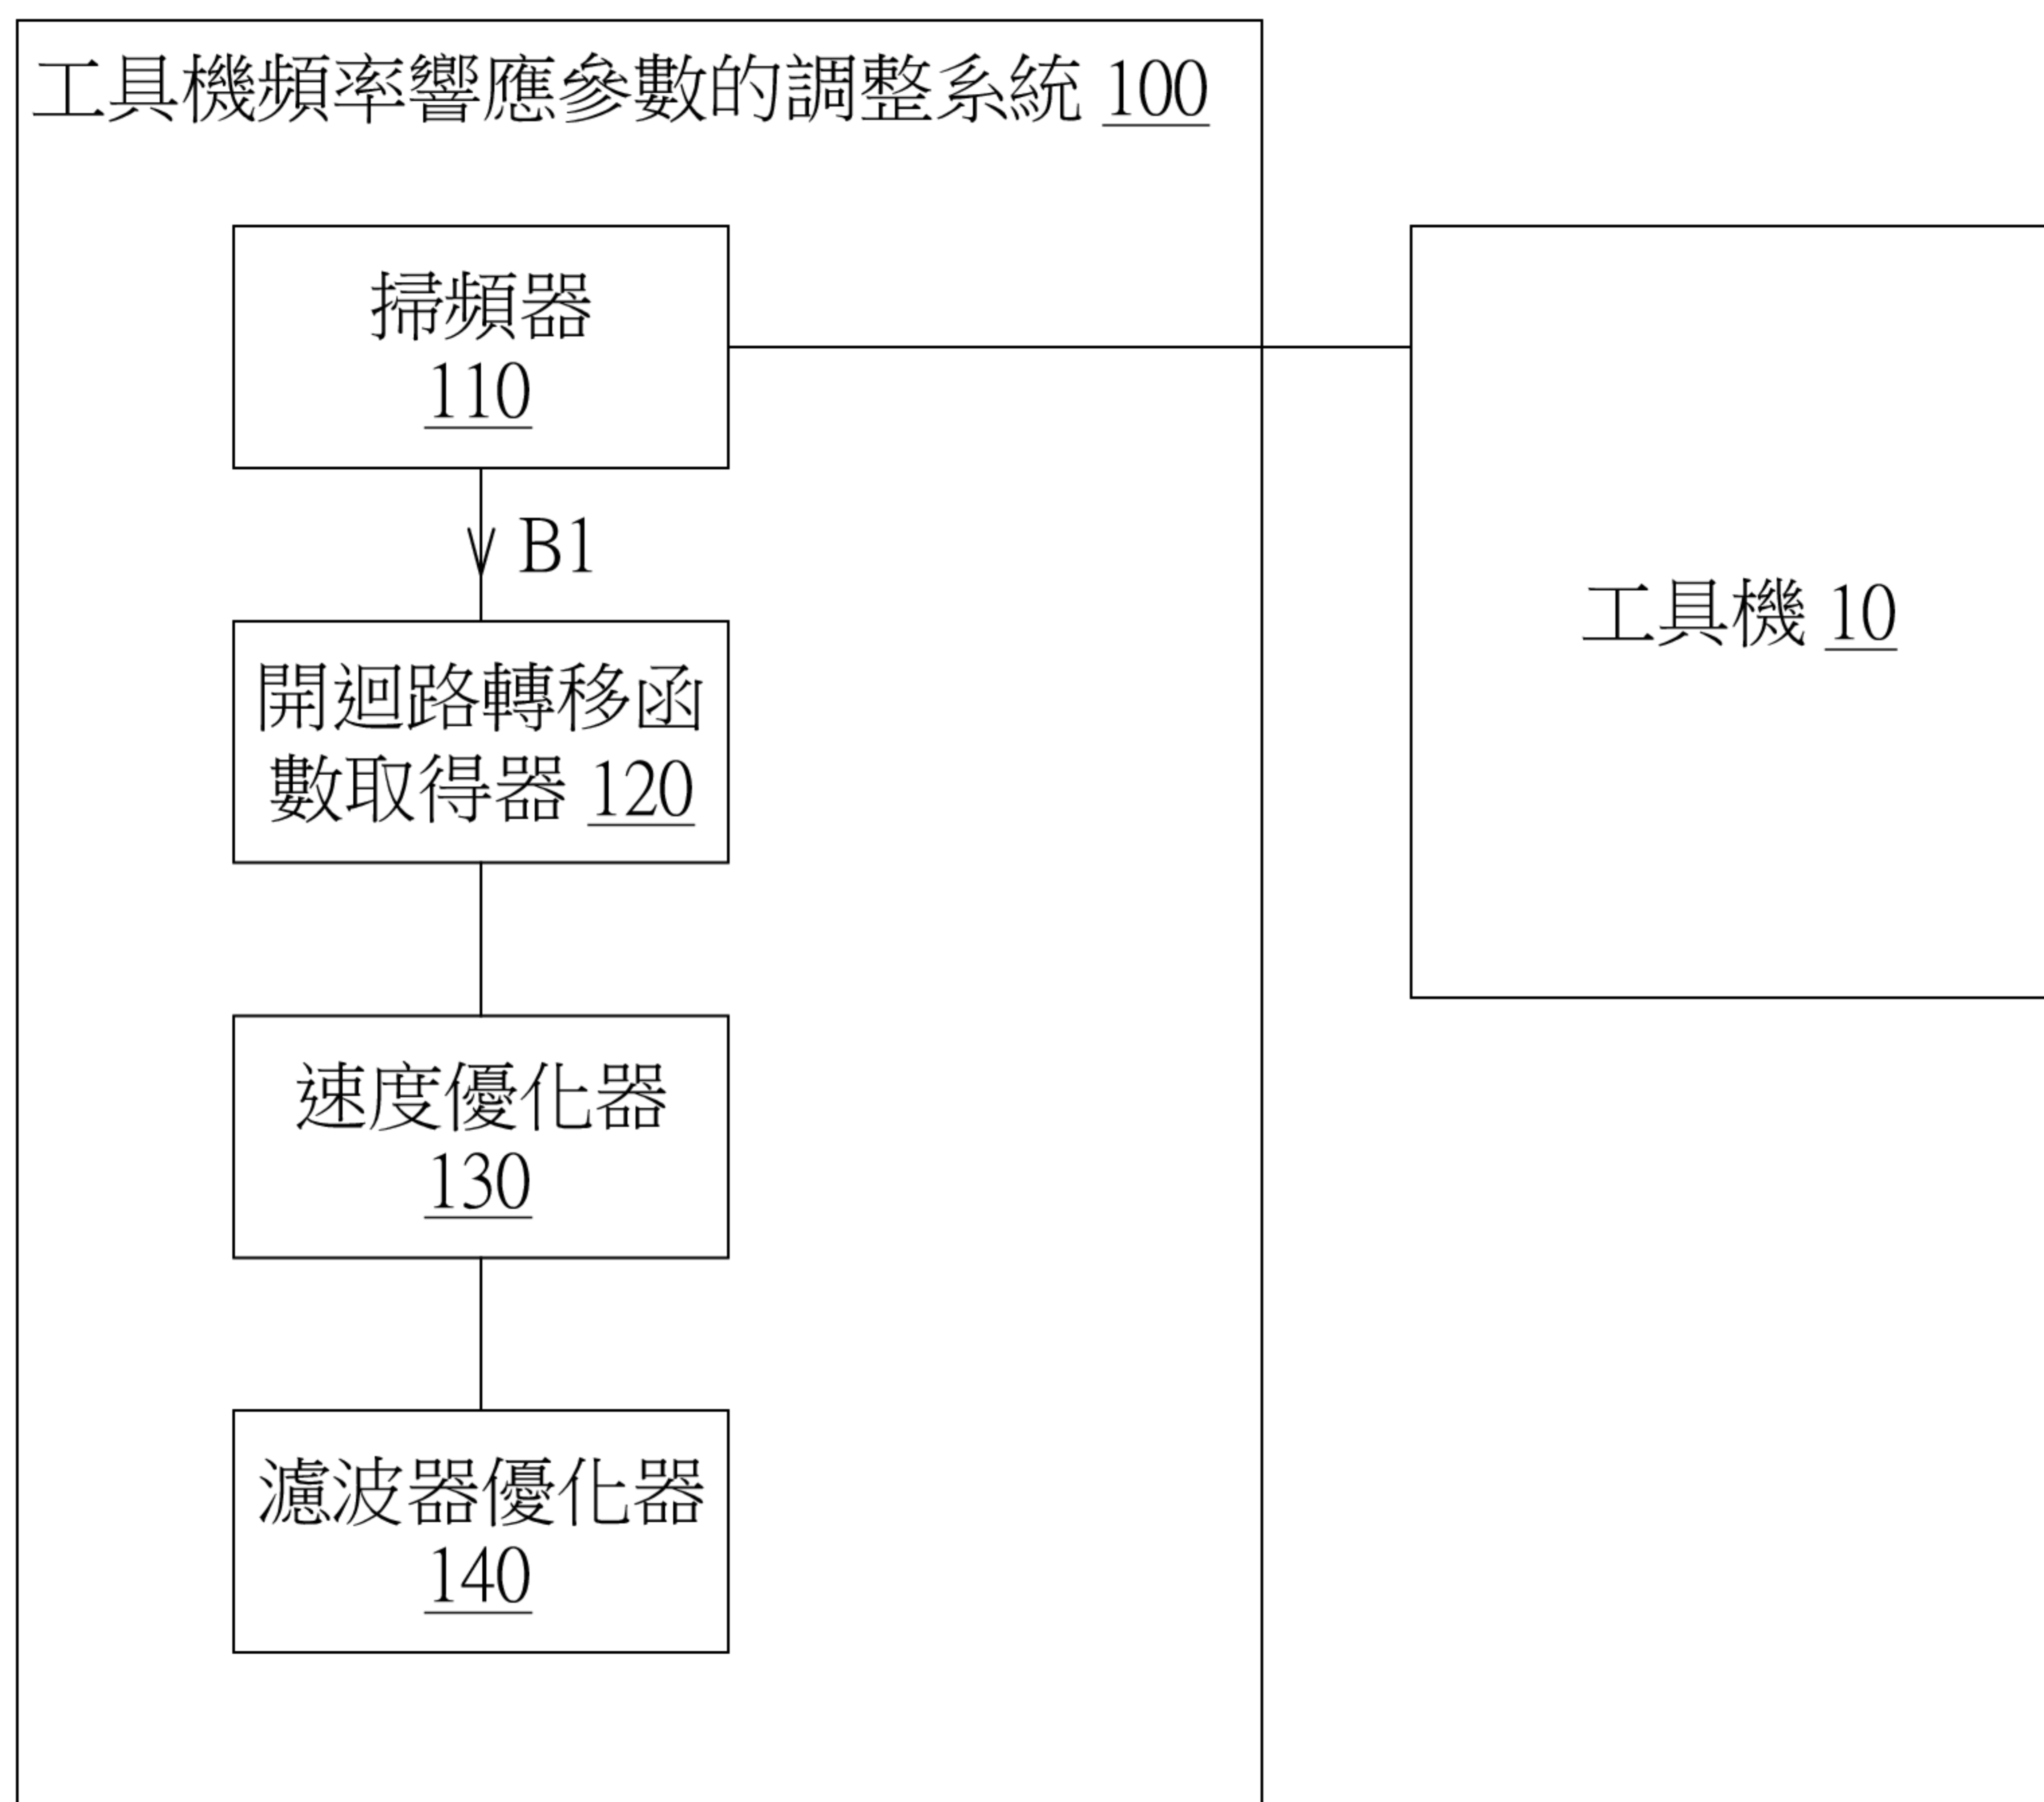 工具機頻率響應參數的調整系統 100
掃頻器
110
B1
開迴路轉移函
數取得器 120
速度優化器
130
濾波器優化器
140
工具機 10